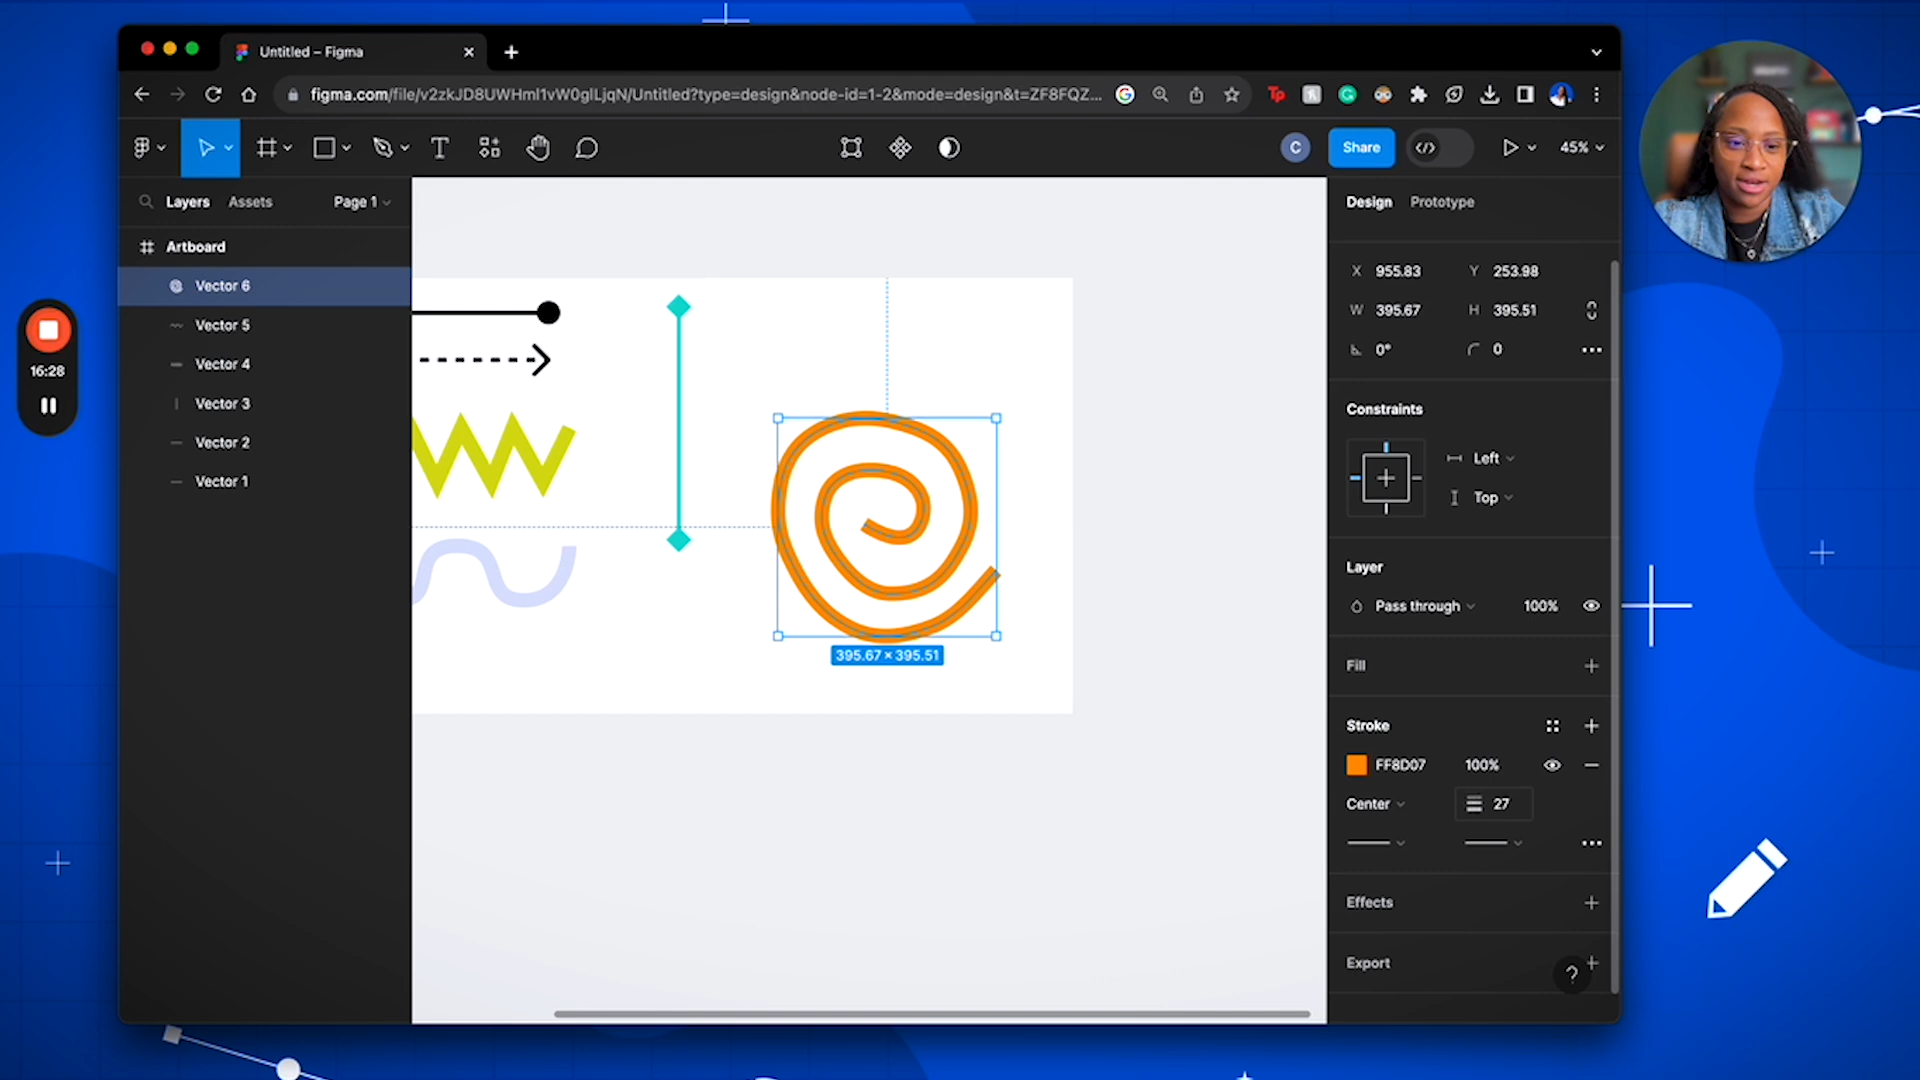 Untitled – Figma
figma.com/file/v2zkJD8UWHml1vW0glLjqN/Untitled?type=design&node-id=1-2&mode=design&t=ZF8FQZ...
Tp
T
C
Share
45%
Layers
Assets
Page 1
Design
Prototype
Artboard
Vector 6
Vector 5
Vector 4
Vector 3
Vector 2
Vector 1
16:28
X 955.83
Y 253.98
W 395.67
H 395.51
0°
0
Constraints
Left
Top
Layer
Pass through
100%
Fill
395.67 × 395.51
Stroke
FF8D07
100%
Center
27
Effects
Export
?